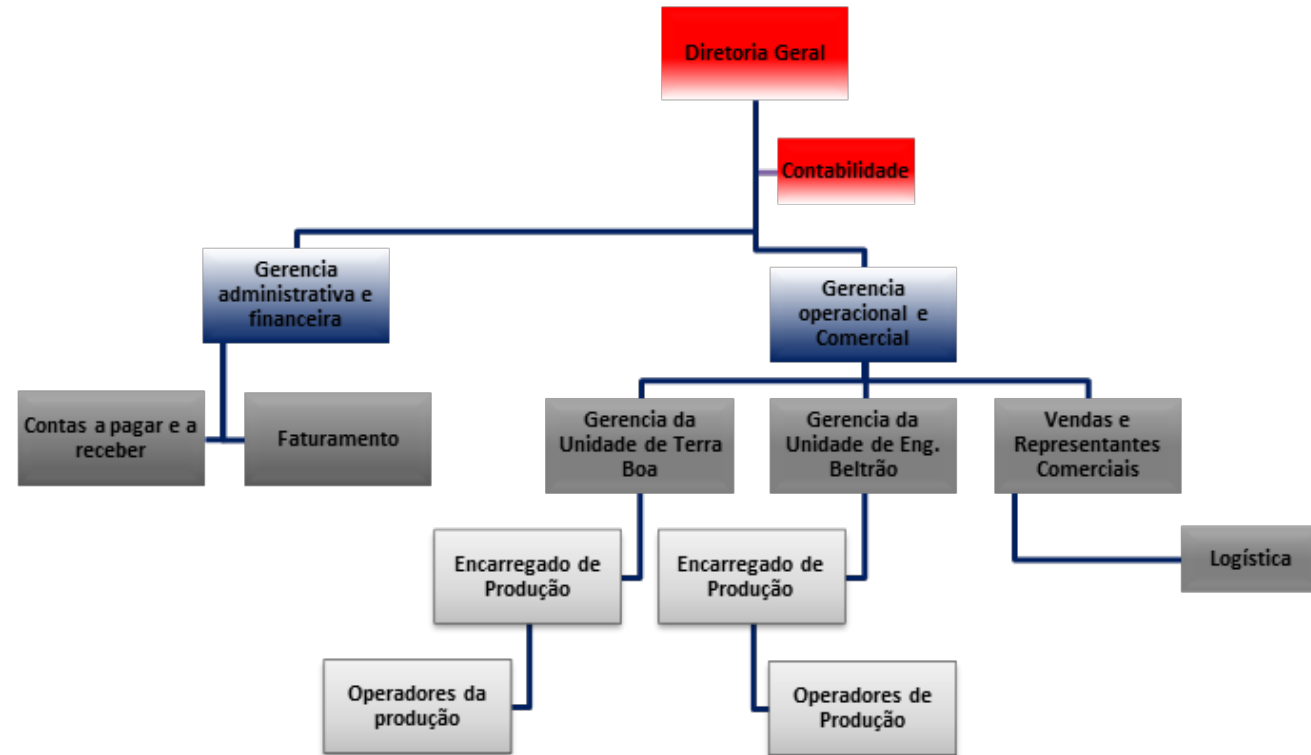 Diretoria Geral
Contabilidade
Gerencia
administrativa e
financeira
Gerencia
operacional e
Comercial
Contas a pagar e a
receber
Faturamento
Gerencia da
Unidade de Terra
Boa
Gerencia da
Unidade de Eng.
Beltrão
Vendas e
Representantes
Comerciais
Encarregado de
Produção
Encarregado de
Produção
Logística
Operadores da
produção
Operadores de
Produção